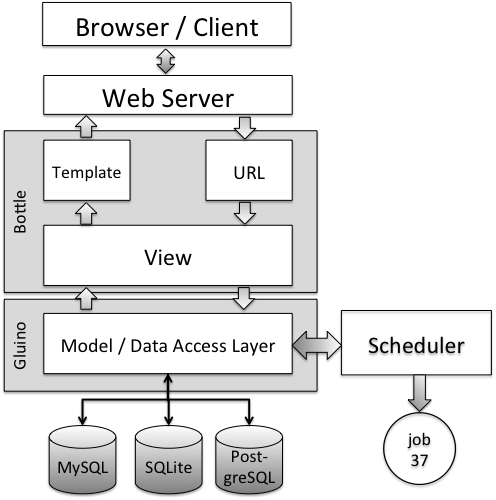 Browser / Client
Web Server
Bottle
Template
URL
View
Gluino
Model / Data Access Layer
Scheduler
MySQL
SQLite
Post-
greSQL
job
37